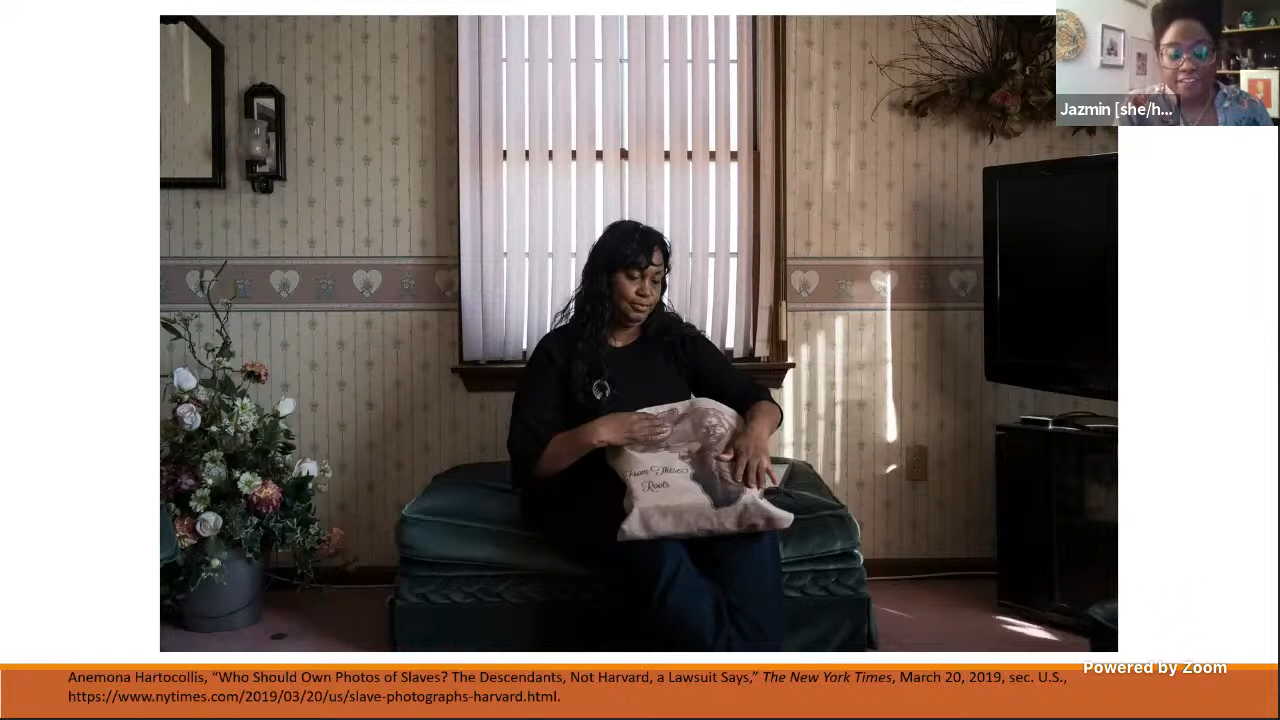 Jazmin [she/h...
From These
Roots
Powered by Zoom
Anemona Hartocollis, “Who Should Own Photos of Slaves? The Descendants, Not Harvard, a Lawsuit Says,” The New York Times, March 20, 2019, sec. U.S.,
https://www.nytimes.com/2019/03/20/us/slave-photographs-harvard.html.